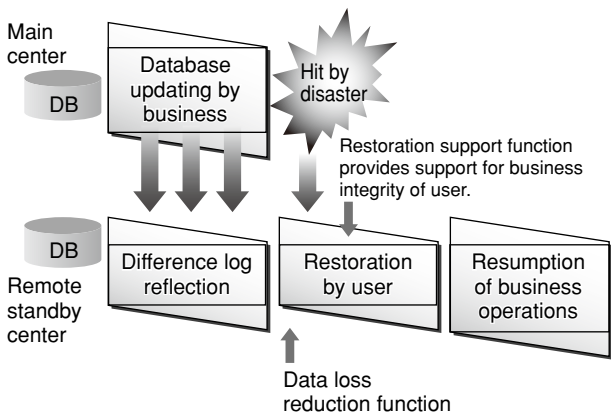 Main
center
DB
Database
updating by
business
Hit by
disaster
Restoration support function
provides support for business
integrity of user.
DB
Remote
standby
center
Difference log
reflection
Restoration
by user
Resumption
of business
operations
Data loss
reduction function